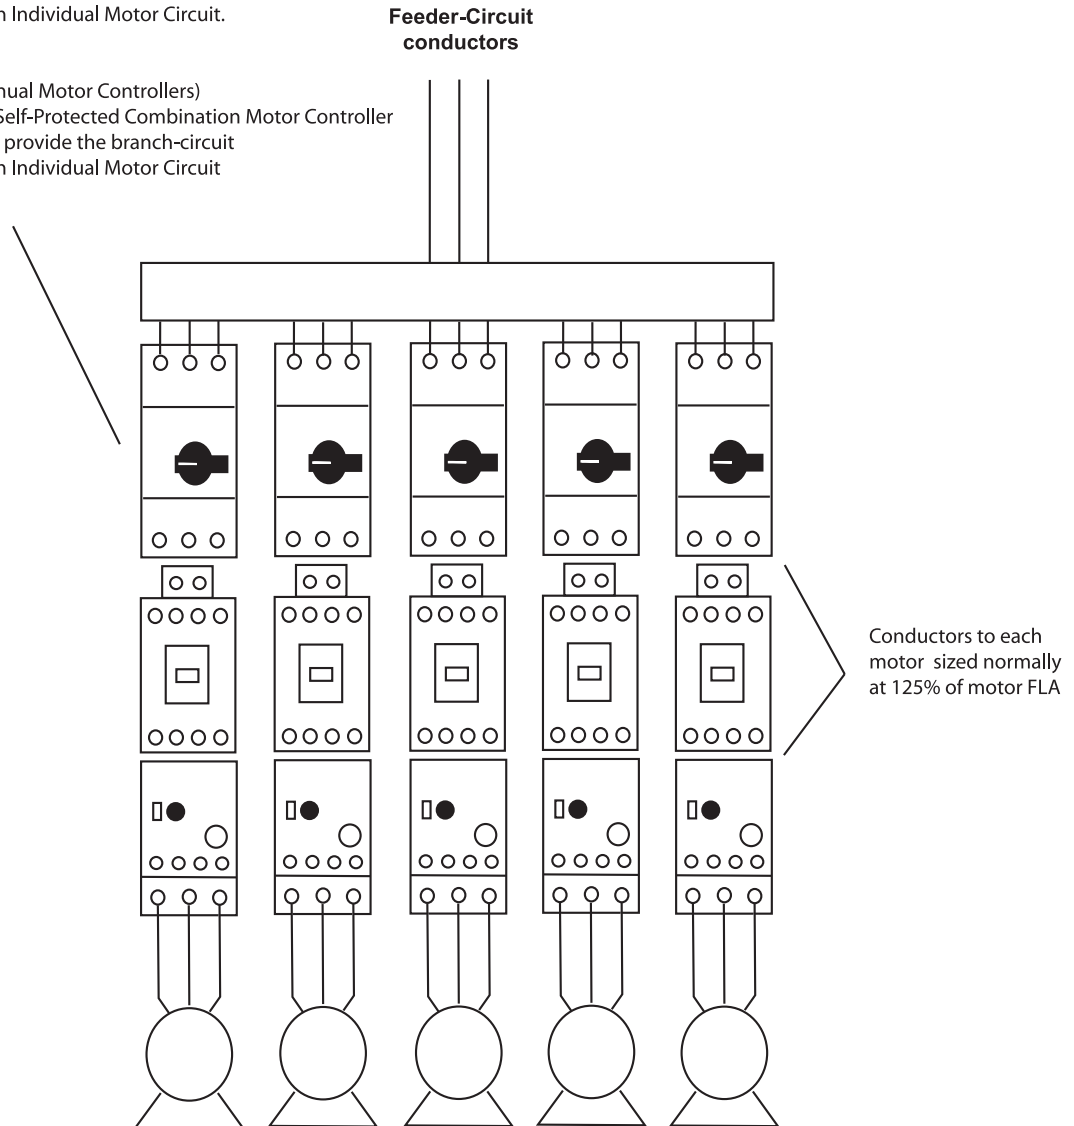 n Individual Motor Circuit.
Feeder-Circuit
conductors
nual Motor Controllers)
Self-Protected Combination Motor Controller
provide the branch-circuit
n Individual Motor Circuit
Conductors to each
motor sized normally
at 125% of motor FLA